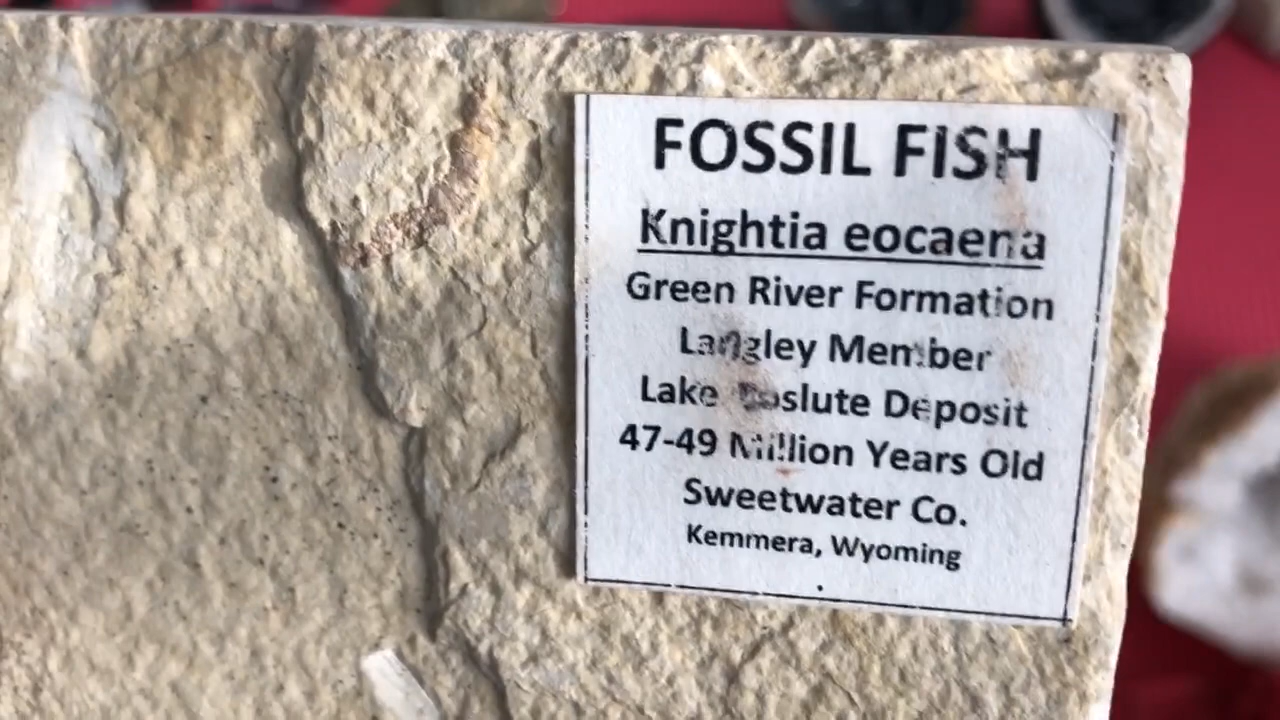 FOSSIL FISH
Knightia eocaena
Green River Formation
Langley Member
Lake Deposit
47-49 Million Years Old
Sweetwater Co.
Kemmera, Wyoming